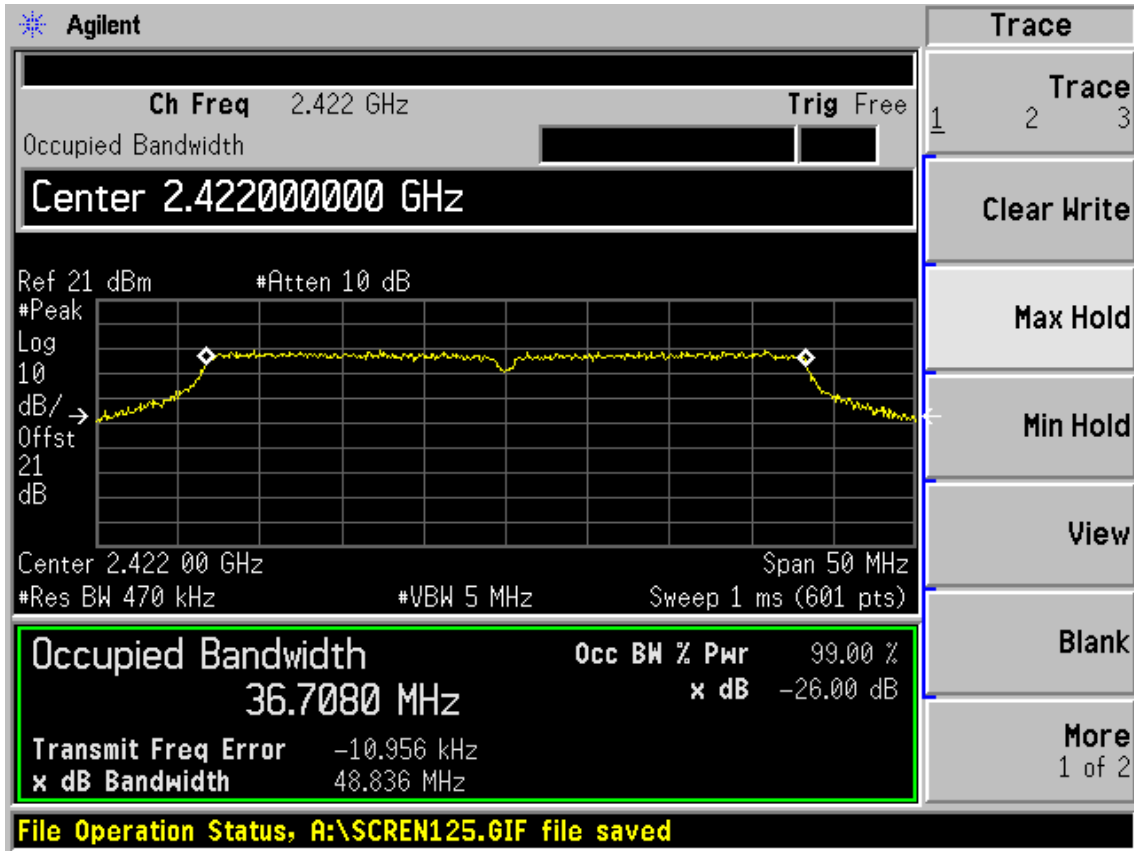 Agilent
Trace
Ch Freq 2.422 GHz Trig Free
Occupied Bandwidth
Center 2.422000000 GHz
Ref 21 dBm #Atten 10 dB
#Peak
Log
10
dB/
Offst
21
dB
Center 2.422 00 GHz Span 50 MHz
#Res BW 470 kHz #VBW 5 MHz Sweep 1 ms (601 pts)
Occupied Bandwidth
36.7080 MHz
Occ BW % Pwr 99.00 %
x dB -26.00 dB
Transmit Freq Error -10.956 kHz
x dB Bandwidth 48.836 MHz
File Operation Status, A:\SCREN125.GIF file saved
Trace
1 2 3
Clear Write
Max Hold
Min Hold
View
Blank
More
1 of 2